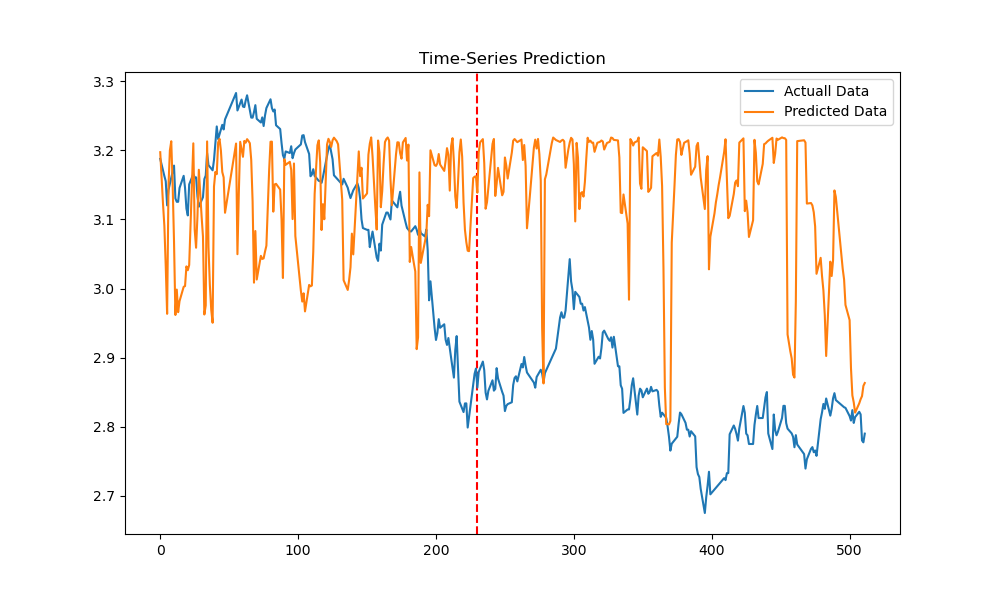 Time-Series Prediction
Actuall Data
Predicted Data
3.3
3.2
3.1
3.0
2.9
2.8
2.7
0 100 200 300 400 500